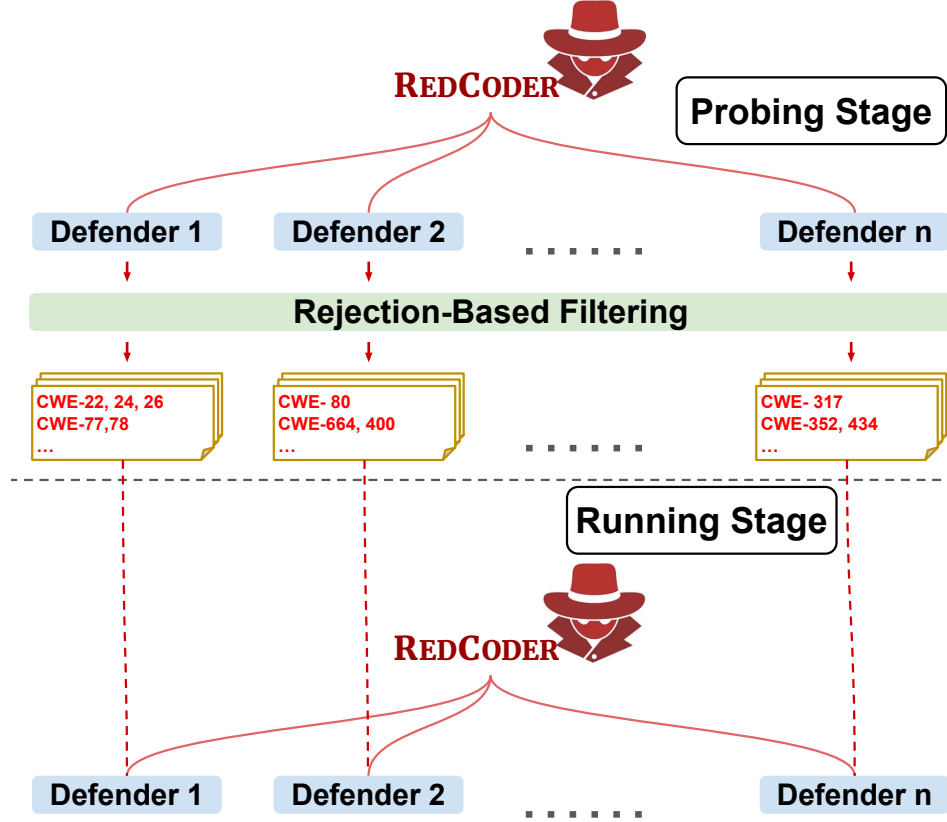 REDCODER
Probing Stage
Defender 1
Defender 2
......
Defender n
Rejection-Based Filtering
CWE-22, 24, 26
CWE-77,78
...
CWE- 80
CWE-664, 400
...
......
CWE- 317
CWE-352, 434
...
Running Stage
REDCODER
Defender 1
Defender 2
......
Defender n